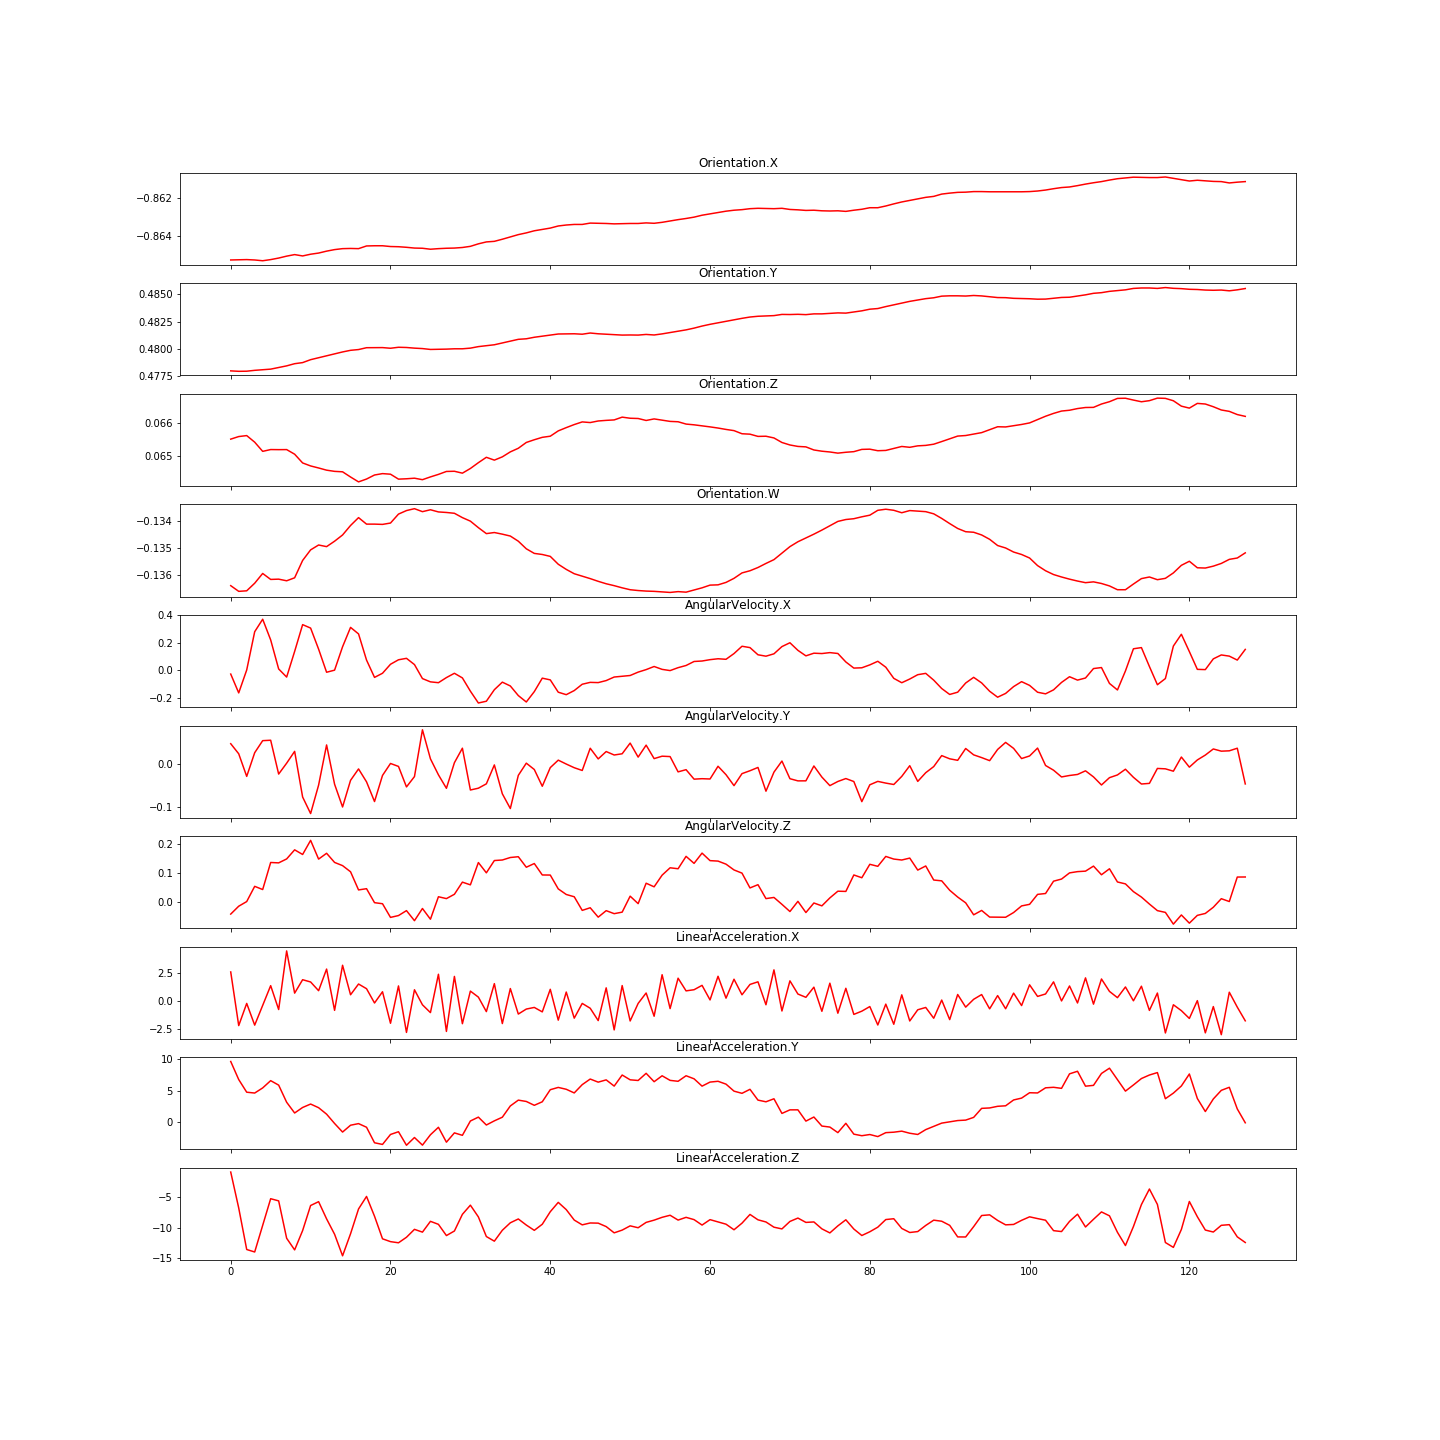 Orientation.X
−0.862
−0.864
Orientation.Y
0.4850
0.4825
0.4800
0.4775
Orientation.Z
0.066
0.065
Orientation.W
−0.134
−0.135
−0.136
AngularVelocity.X
0.4
0.2
0.0
−0.2
AngularVelocity.Y
0.0
−0.1
AngularVelocity.Z
0.2
0.1
0.0
LinearAcceleration.X
2.5
0.0
−2.5
LinearAcceleration.Y
10
5
0
LinearAcceleration.Z
−5
−10
−15
0 20 40 60 80 100 120